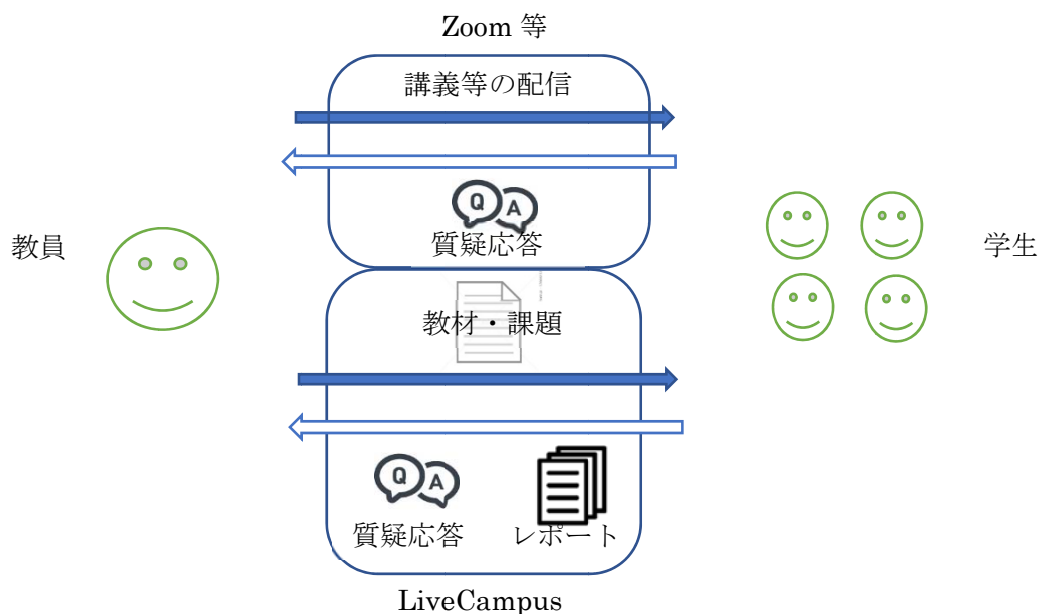 Zoom 等
講義等の配信
Q A
質疑応答
教員
学生
教材・課題
Q A
質疑応答 レポート
LiveCampus